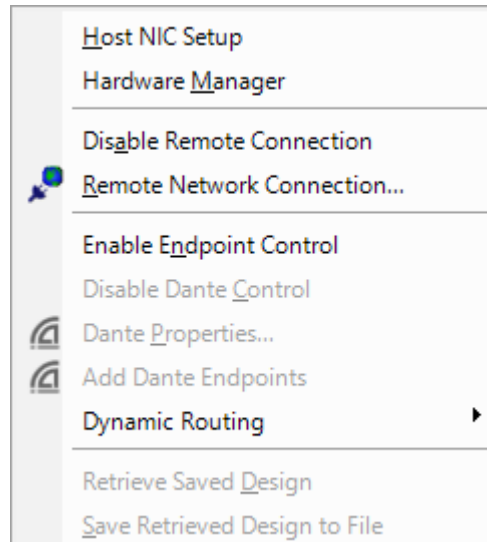 Host NIC Setup
Hardware Manager
Disable Remote Connection
Remote Network Connection...
Enable Endpoint Control
Disable Dante Control
Dante Properties...
Add Dante Endpoints
Dynamic Routing
Retrieve Saved Design
Save Retrieved Design to File